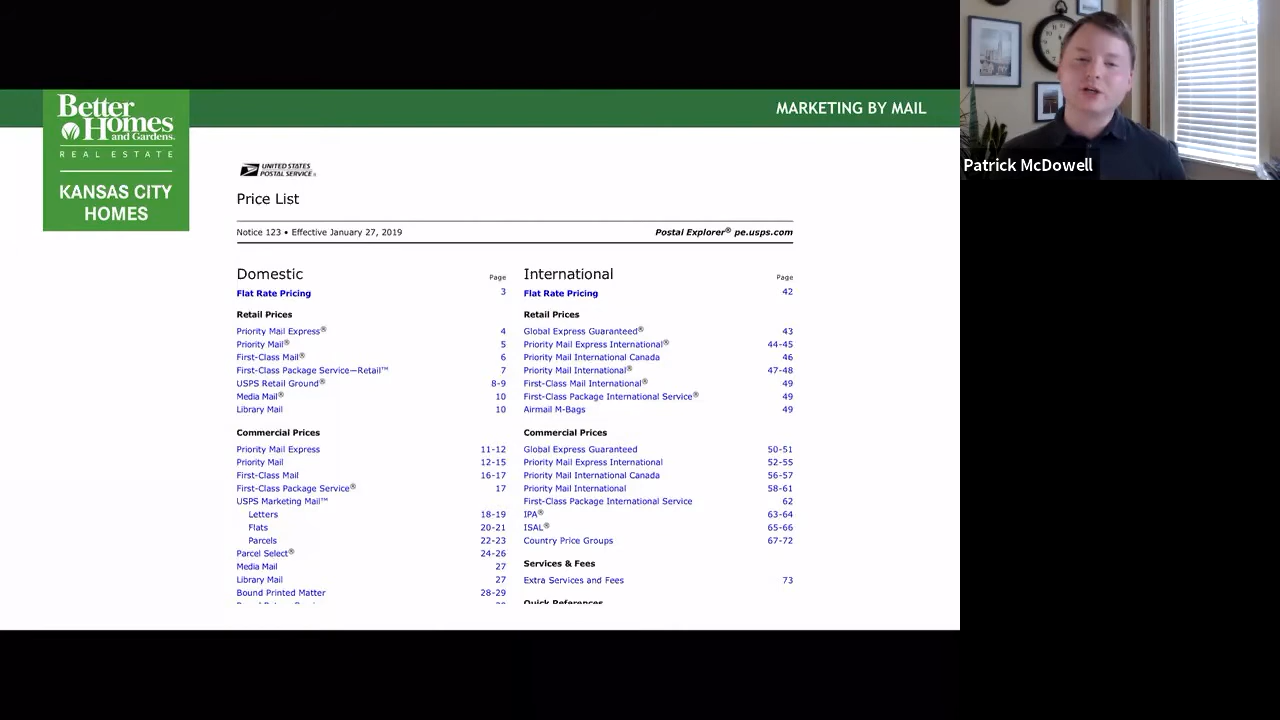 Better
Homes
and Gardens.
REAL ESTATE
KANSAS CITY
HOMES
MARKETING BY MAIL
Patrick McDowell
UNITED STATES
POSTAL SERVICE®
Price List
Notice 123 • Effective January 27, 2019 Postal Explorer® pe.usps.com
Domestic Page
Flat Rate Pricing 3
Retail Prices
Priority Mail Express® 4
Priority Mail® 5
First-Class Mail® 6
First-Class Package Service—Retail™ 7
USPS Retail Ground® 8-9
Media Mail® 10
Library Mail 10
Commercial Prices
Priority Mail Express 11-12
Priority Mail 12-15
First-Class Mail 16-17
First-Class Package Service® 17
USPS Marketing Mail™
Letters 18-19
Flats 20-21
Parcels 22-23
Parcel Select® 24-26
Media Mail 27
Library Mail 27
Bound Printed Matter 28-29
International Page
Flat Rate Pricing 42
Retail Prices
Global Express Guaranteed® 43
Priority Mail Express International® 44-45
Priority Mail International Canada 46
Priority Mail International® 47-48
First-Class Mail International® 49
First-Class Package International Service® 49
Airmail M-Bags 49
Commercial Prices
Global Express Guaranteed 50-51
Priority Mail Express International 52-55
Priority Mail International Canada 56-57
Priority Mail International 58-61
First-Class Package International Service 62
IPA® 63-64
ISAL® 65-66
Country Price Groups 67-72
Services & Fees
Extra Services and Fees 73
Quick References